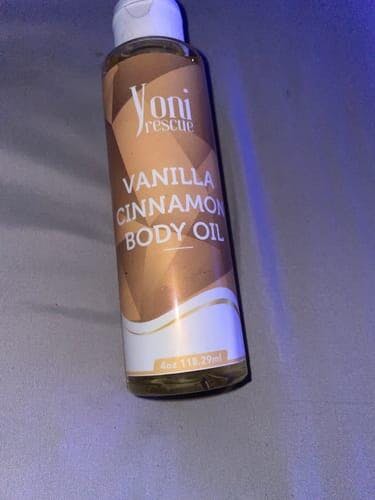 Yoni
rescue
VANILLA
CINNAMON
BODY OIL
4oz 118.29ml